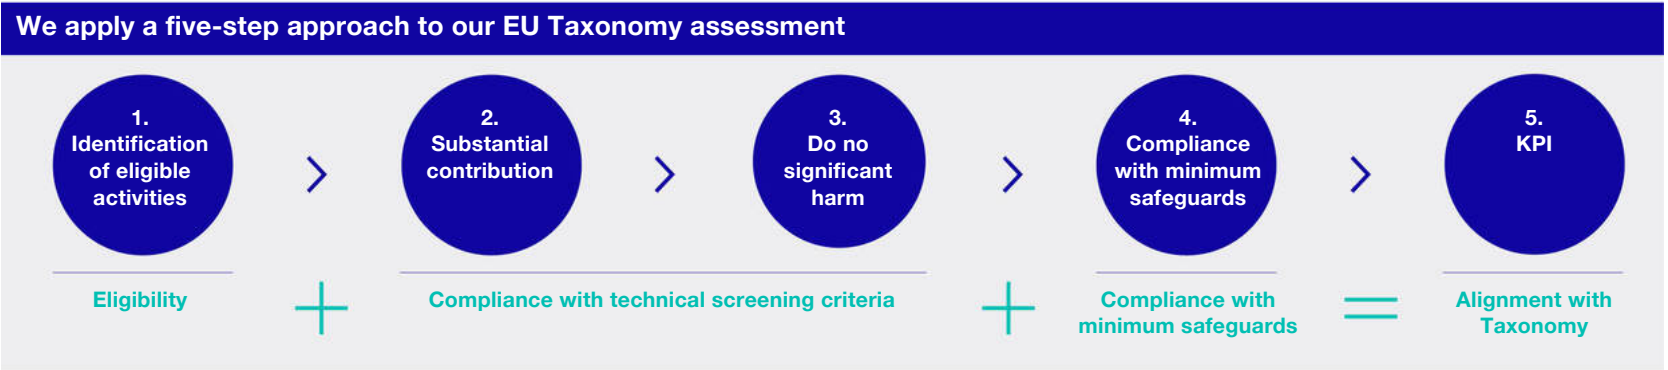 We apply a five-step approach to our EU Taxonomy assessment
1.
Identification
of eligible
activities
2.
Substantial
contribution
3.
Do no
significant
harm
4.
Compliance
with minimum
safeguards
5.
KPI
Eligibility
Compliance with technical screening criteria
Compliance with
minimum safeguards
Alignment with
Taxonomy